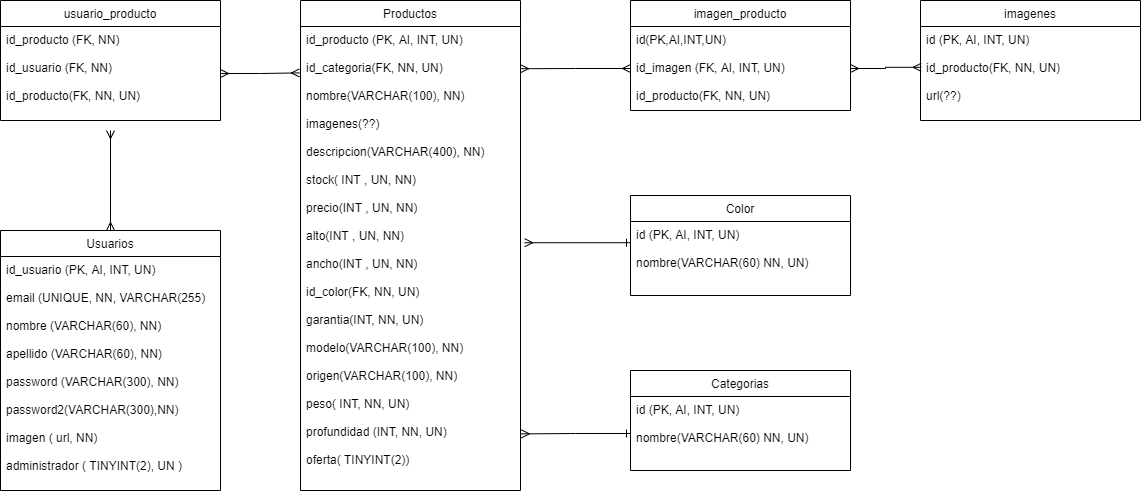 usuario_producto
id_producto (FK, NN)
id_usuario (FK, NN)
id_producto(FK, NN, UN)
Usuarios
id_usuario (PK, AI, INT, UN)
email (UNIQUE, NN, VARCHAR(255)
nombre (VARCHAR(60), NN)
apellido (VARCHAR(60), NN)
password (VARCHAR(300), NN)
password2(VARCHAR(300),NN)
imagen ( url, NN)
administrador ( TINYINT(2), UN )
Productos
id_producto (PK, AI, INT, UN)
id_categoria(FK, NN, UN)
nombre(VARCHAR(100), NN)
imagenes(??)
descripcion(VARCHAR(400), NN)
stock( INT , UN, NN)
precio(INT , UN, NN)
alto(INT , UN, NN)
ancho(INT , UN, NN)
id_color(FK, NN, UN)
garantia(INT, NN, UN)
modelo(VARCHAR(100), NN)
origen(VARCHAR(100), NN)
peso( INT, NN, UN)
profundidad (INT, NN, UN)
oferta( TINYINT(2))
imagen_producto
id(PK,AI,INT,UN)
id_imagen (FK, AI, INT, UN)
id_producto(FK, NN, UN)
imagenes
id (PK, AI, INT, UN)
id_producto(FK, NN, UN)
url(??)
Color
id (PK, AI, INT, UN)
nombre(VARCHAR(60) NN, UN)
Categorias
id (PK, AI, INT, UN)
nombre(VARCHAR(60) NN, UN)